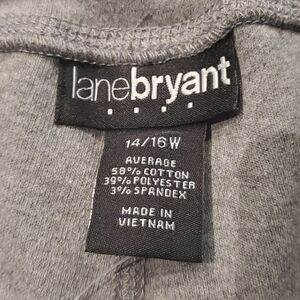 lanebryant
14/16W
AVERAGE
58% COTTON
39% POLYESTER
3% SPANDEX
MADE IN
VIETNAM